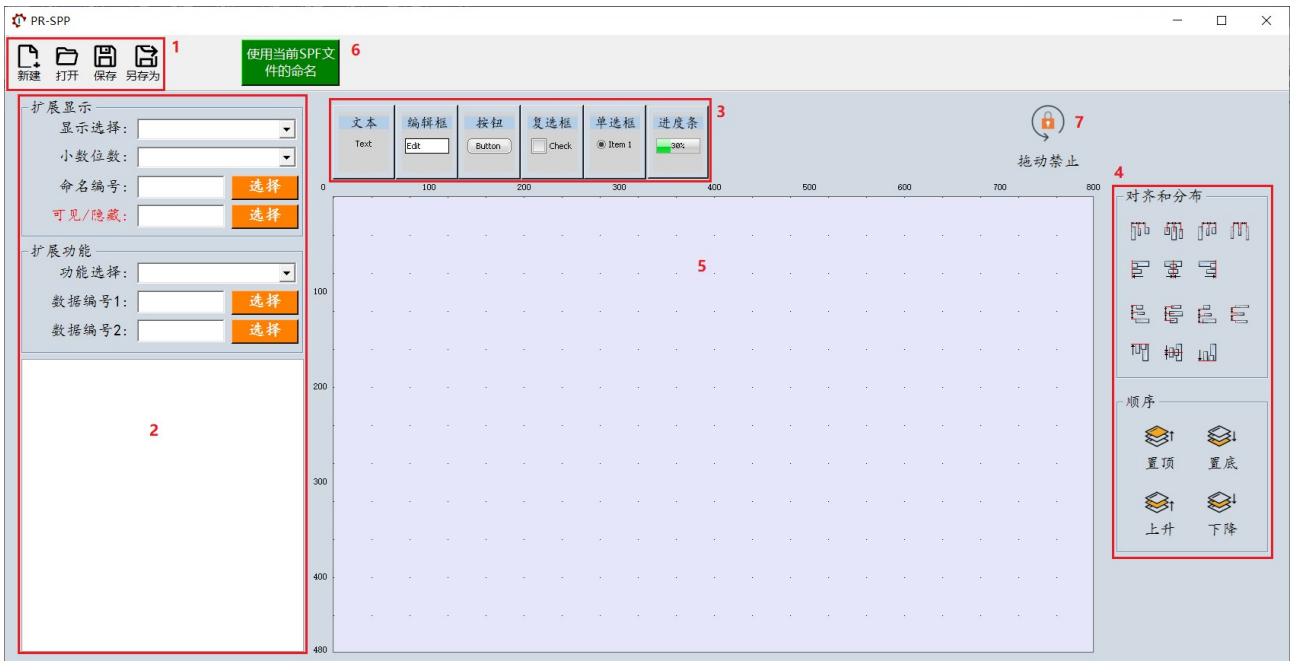 PR-SPP
新建 打开 保存 另存为
1
使用当前SPF文
件的命名
6
扩展显示
显示选择:
小数位数:
命名编号: 选择
可见/隐藏: 选择
扩展功能
功能选择:
数据编号1: 选择
数据编号2: 选择
2
文本 编辑框 按钮 复选框 单选框 进度条
Text Edit Button Check Item 1 30%
3
7
拖动禁止
0 100 200 300 400 500 600 700 800
100
200
300
400
480
5
4
对齐和分布
顺序
置顶 置底
上升 下降